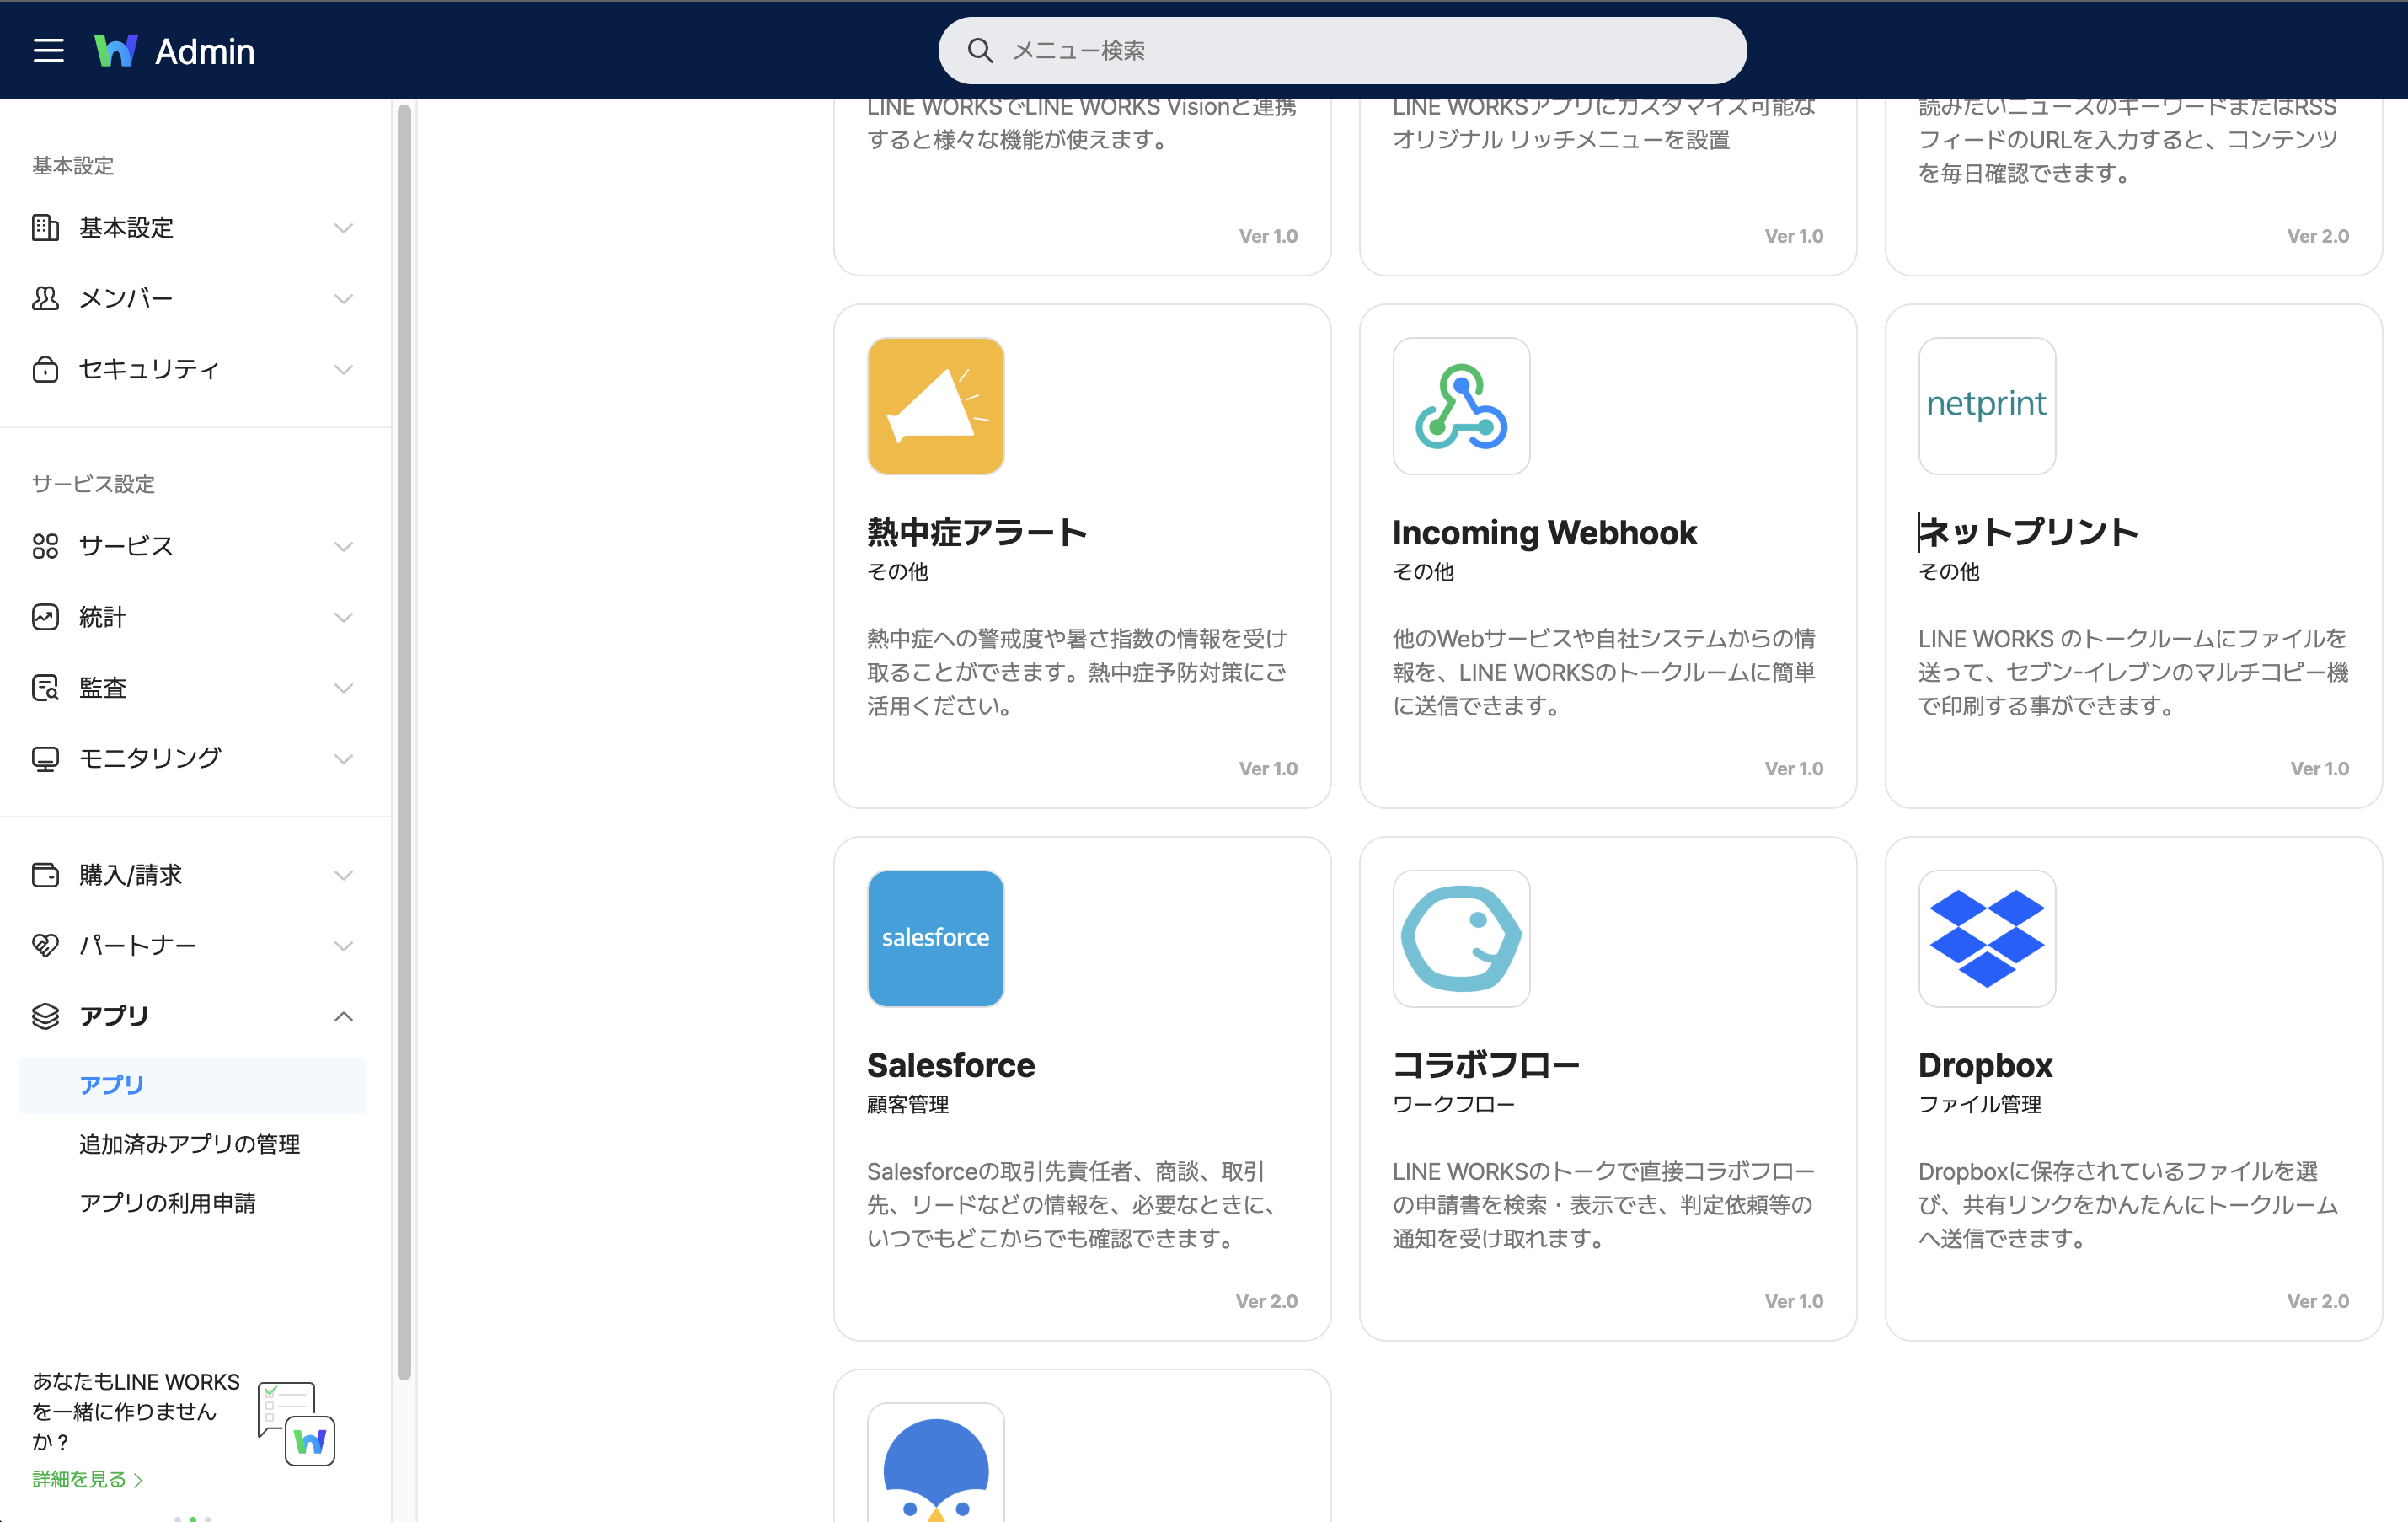 Admin
メニュー検索
基本設定
基本設定
メンバー
セキュリティ
サービス設定
サービス
統計
監査
モニタリング
購入/請求
パートナー
アプリ
アプリ
追加済みアプリの管理
アプリの利用申請
あなたもLINE WORKS
を一緒に作りません
か？
詳細を見る
LINE WORKSでLINE WORKS Visionと連携
すると様々な機能が使えます。
Ver 1.0
LINE WORKSアプリにカスタマイズ可能な
オリジナル リッチメニューを設置
Ver 1.0
読みたいニュースのキーワードまたはRSS
フィードのURLを入力すると、コンテンツ
を毎日確認できます。
Ver 2.0
熱中症アラート
その他
熱中症への警戒度や暑さ指数の情報を受け
取ることができます。熱中症予防対策にご
活用ください。
Ver 1.0
Incoming Webhook
その他
他のWebサービスや自社システムからの情
報を、LINE WORKSのトークルームに簡単
に送信できます。
Ver 1.0
netprint
ネットプリント
その他
LINE WORKS のトークルームにファイルを
送って、セブン-イレブンのマルチコピー機
で印刷する事ができます。
Ver 1.0
salesforce
Salesforce
顧客管理
Salesforceの取引先責任者、商談、取引
先、リードなどの情報を、必要なときに、
いつでもどこからでも確認できます。
Ver 2.0
コラボフロー
ワークフロー
LINE WORKSのトークで直接コラボフロー
の申請書を検索・表示でき、判定依頼等の
通知を受け取れます。
Ver 1.0
Dropbox
ファイル管理
Dropboxに保存されているファイルを選
び、共有リンクをかんたんにトークルーム
へ送信できます。
Ver 2.0